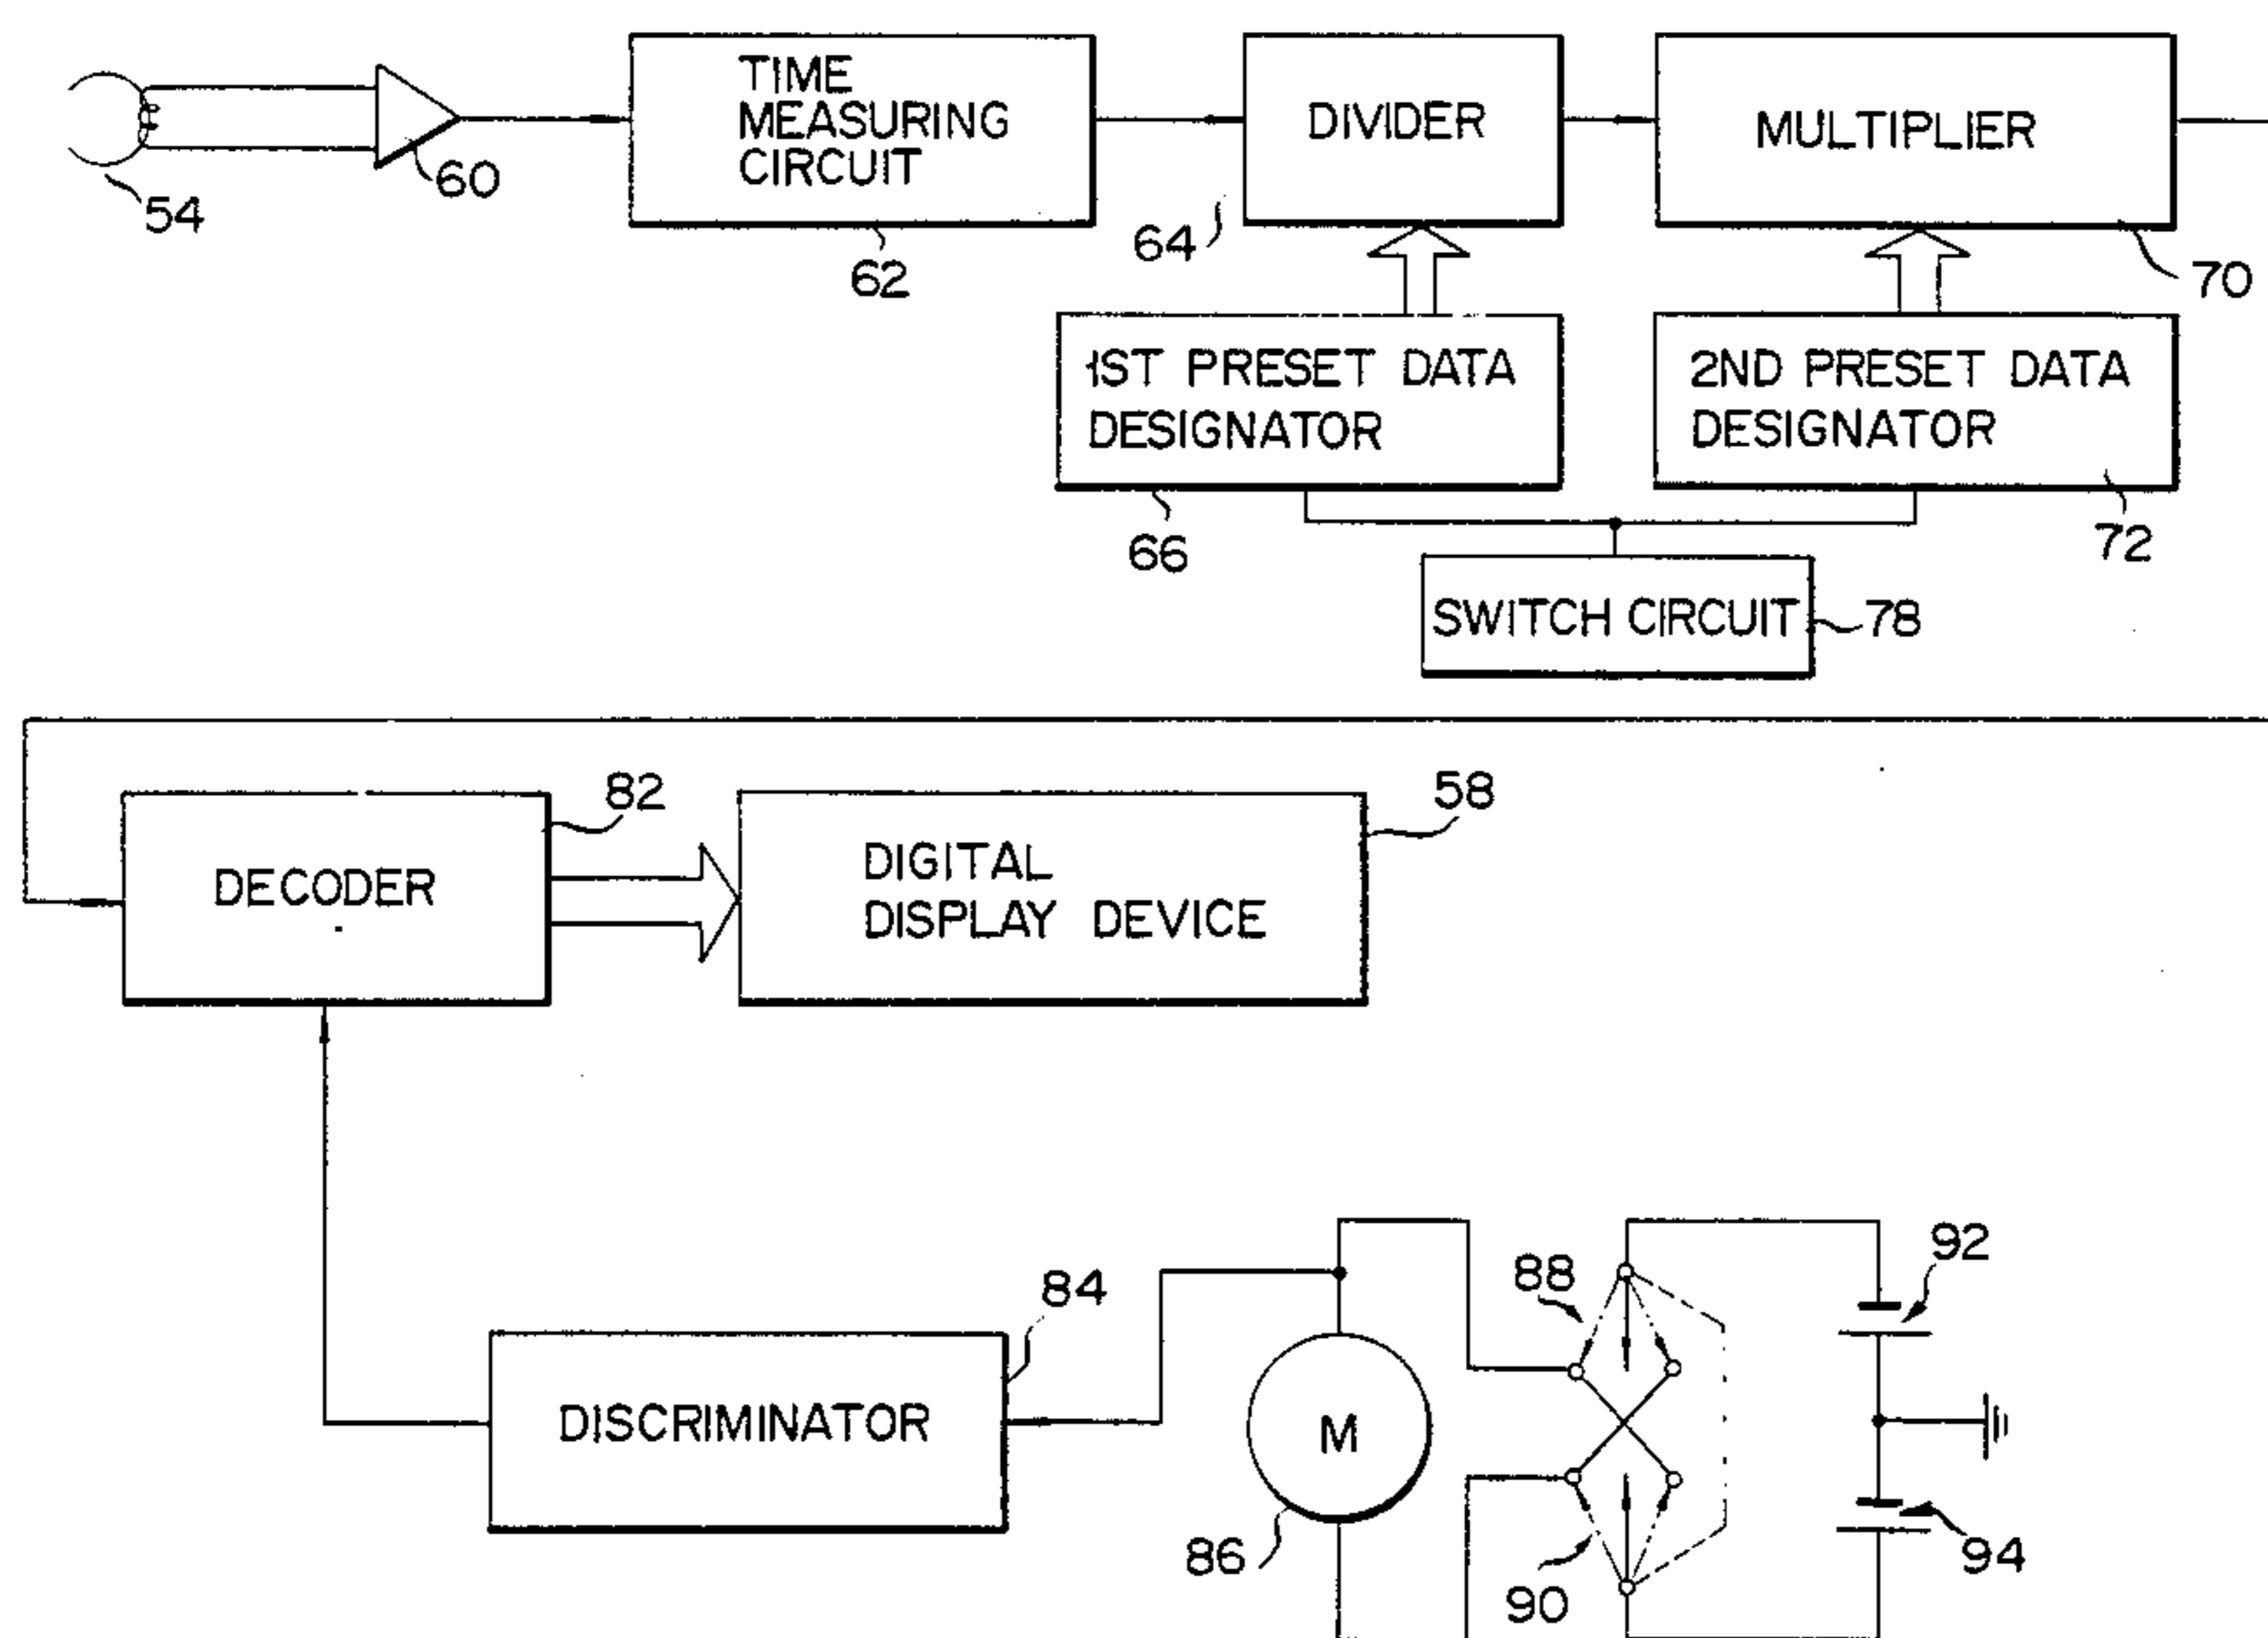 TIME
MEASURING
CIRCUIT
DIVIDER
MULTIPLIER
54
60
62
64
70
1ST PRESET DATA
DESIGNATOR
2ND PRESET DATA
DESIGNATOR
66
72
SWITCH CIRCUIT
78
82
58
DECODER
DIGITAL
DISPLAY DEVICE
84
88
92
DISCRIMINATOR
M
86
90
94